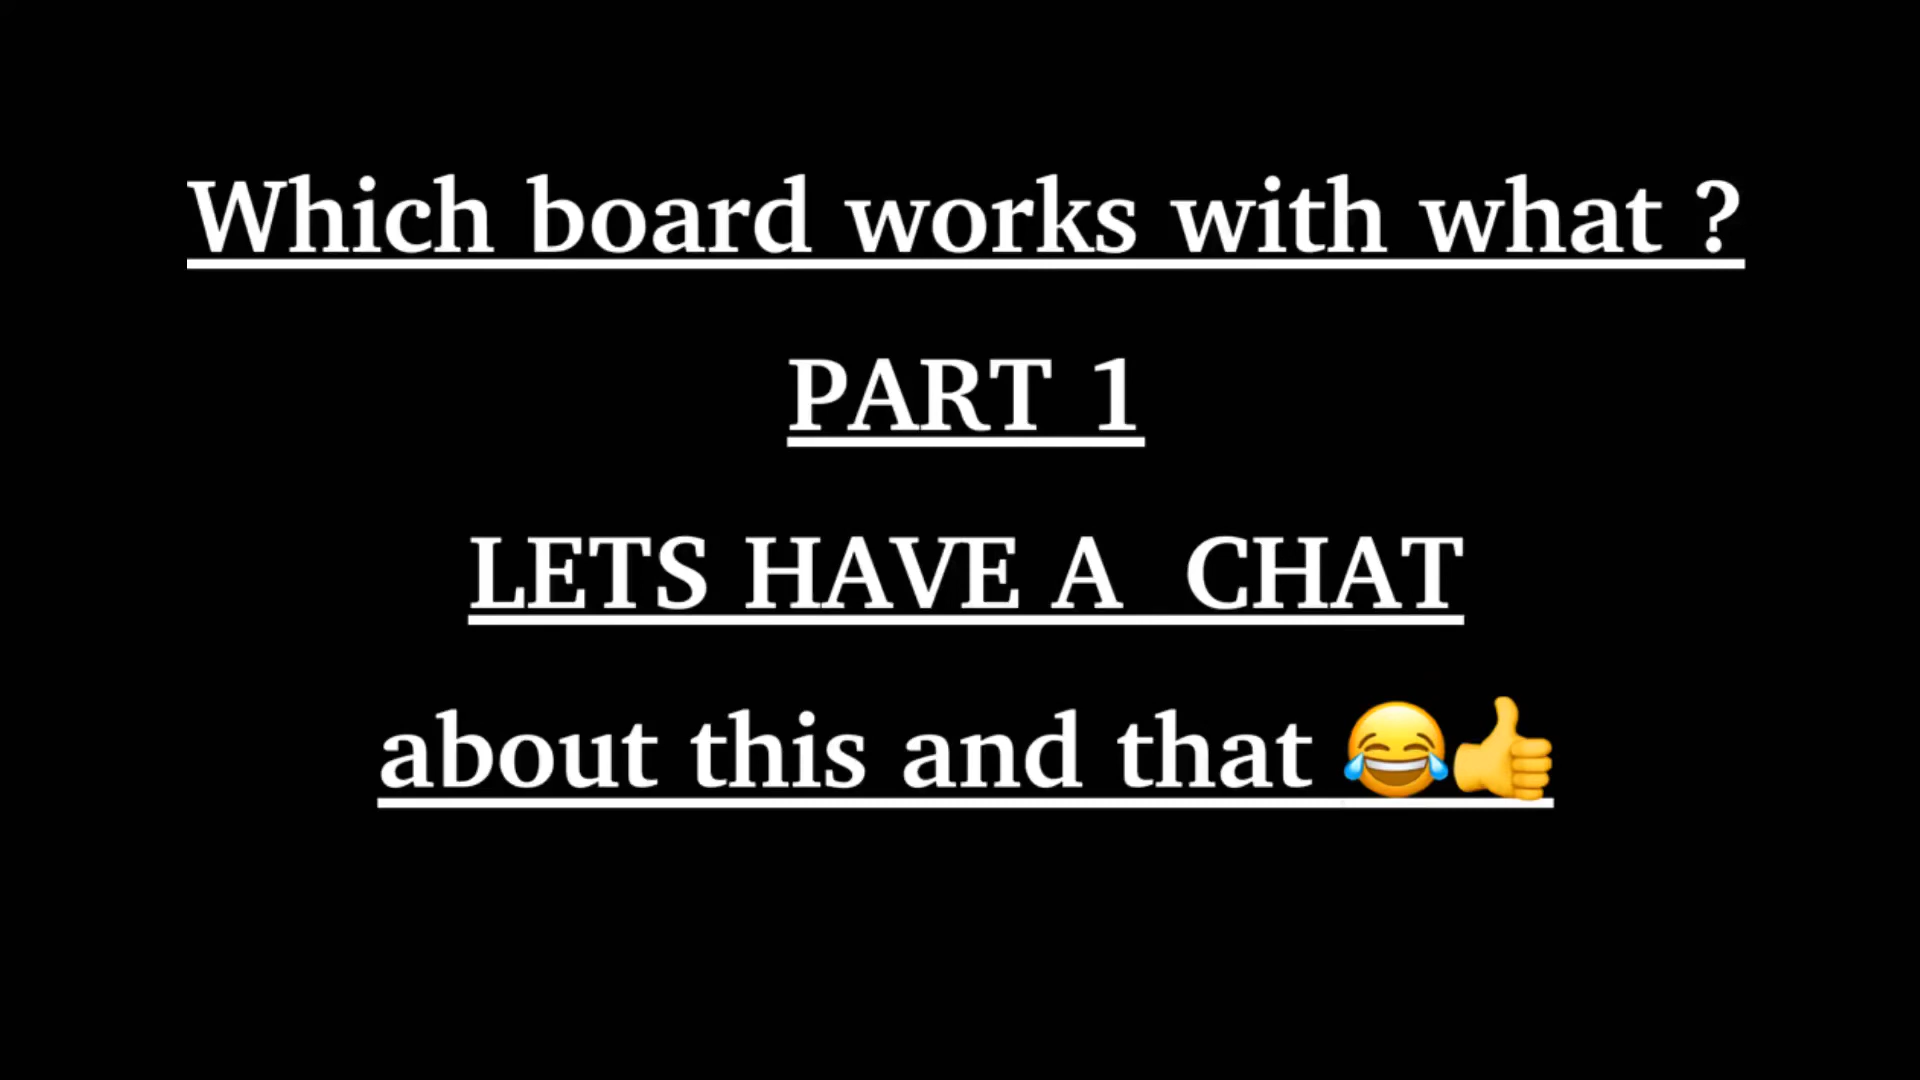 Which board works with what ?
PART 1
LETS HAVE A  CHAT
about this and that 😂👍